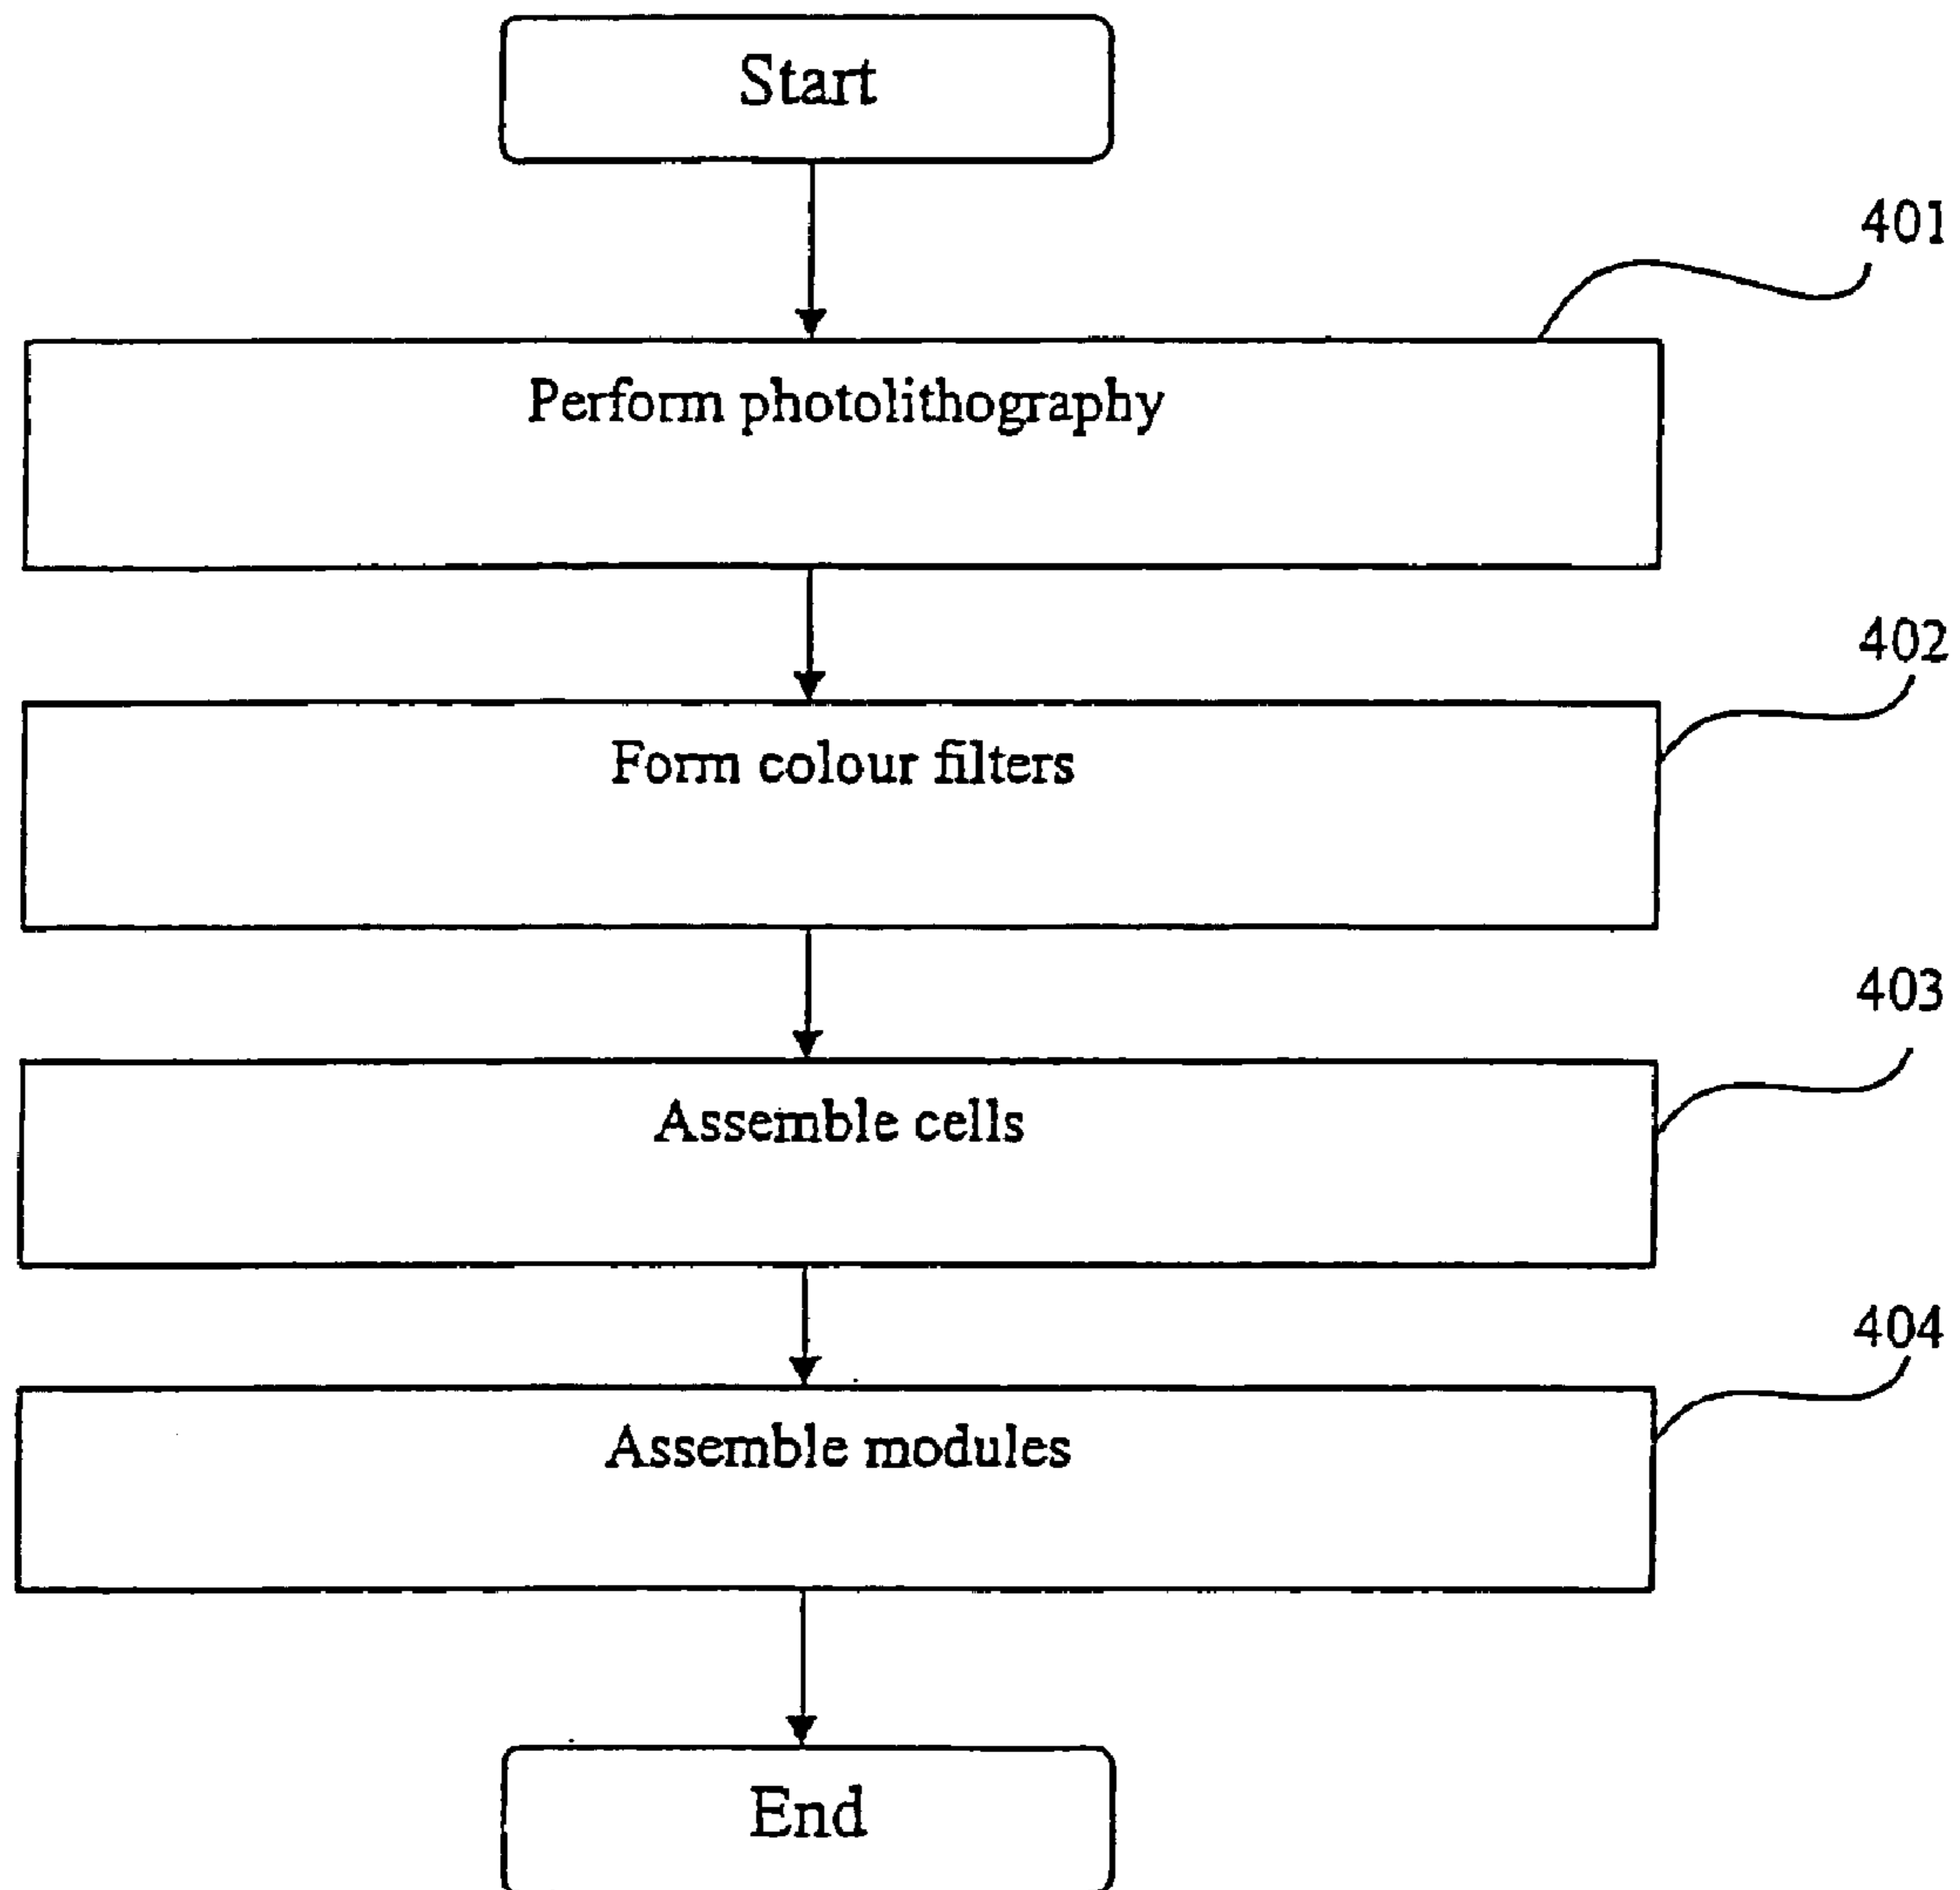 Start
401
Perform photolithography
402
Form colour filters
403
Assemble cells
404
Assemble modules
End